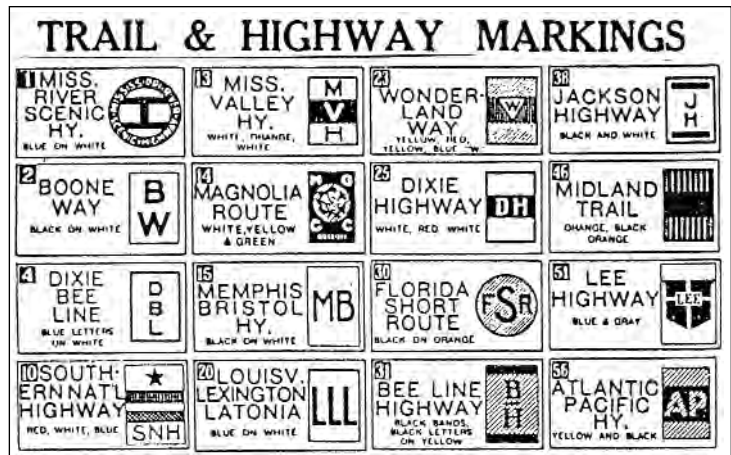 TRAIL & HIGHWAY MARKINGS
1 MISS.
RIVER
SCENIC
HY.
BLUE ON WHITE
2 BOONE
WAY
BLACK ON WHITE
B
W
4 DIXIE
BEE
LINE
BLUE LETTERS
ON WHITE
D
B
L
10 SOUTH-
ERN NAT'L
HIGHWAY
RED, WHITE, BLUE
SNH
13 MISS.
VALLEY
HY.
WHITE, ORANGE,
WHITE
M
V
H
14 MAGNOLIA
ROUTE
WHITE, YELLOW
& GREEN
15 MEMPHIS
BRISTOL
HY.
BLACK ON WHITE
MB
20 LOUISV.
LEXINGTON
LATONIA
BLUE ON WHITE
LLL
23 WONDER-
LAND
WAY
YELLOW, RED,
YELLOW, BLUE "W"
W
25 DIXIE
HIGHWAY
WHITE, RED, WHITE
DH
30 FLORIDA
SHORT
ROUTE
BLACK ON ORANGE
FSR
31 BEE LINE
HIGHWAY
BLACK BANDS,
BLACK LETTERS
ON YELLOW
B
H
38 JACKSON
HIGHWAY
BLACK AND WHITE
J
H
46 MIDLAND
TRAIL
ORANGE, BLACK
ORANGE
51 LEE
HIGHWAY
BLUE & GRAY
LEE
56 ATLANTIC
PACIFIC
HY.
YELLOW AND BLACK
AP